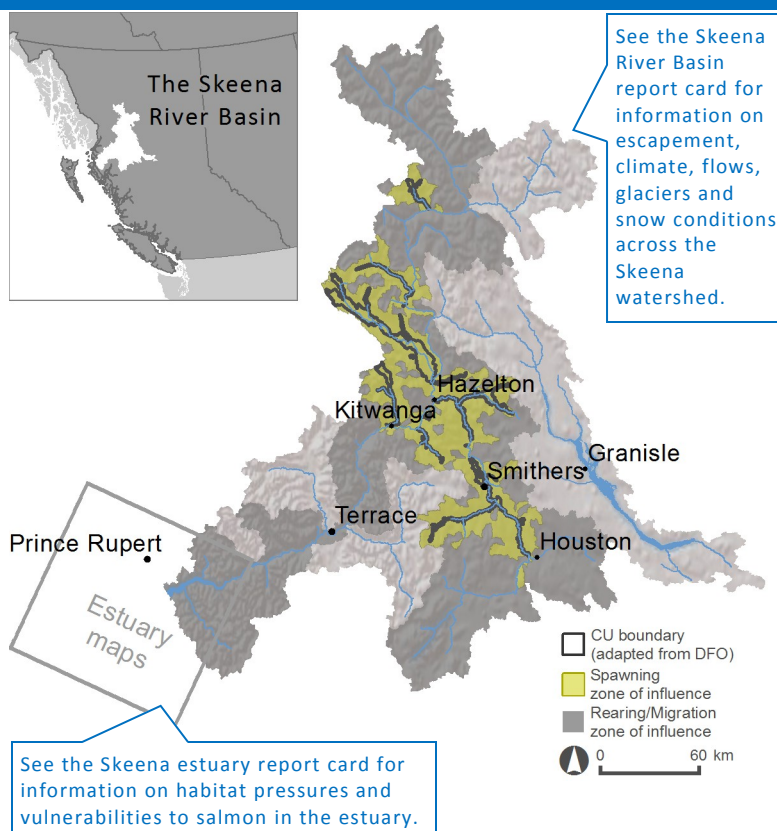 The Skeena
River Basin
See the Skeena
River Basin
report card for
information on
escapement,
climate, flows,
glaciers and
snow conditions
across the
Skeena
watershed.
Hazelton
Kitwanga
Granisle
Smithers
Terrace
Prince Rupert
Houston
Estuary
maps
CU boundary
(adapted from DFO)
Spawning
zone of influence
Rearing/Migration
zone of influence
0 60 km
See the Skeena estuary report card for
information on habitat pressures and
vulnerabilities to salmon in the estuary.